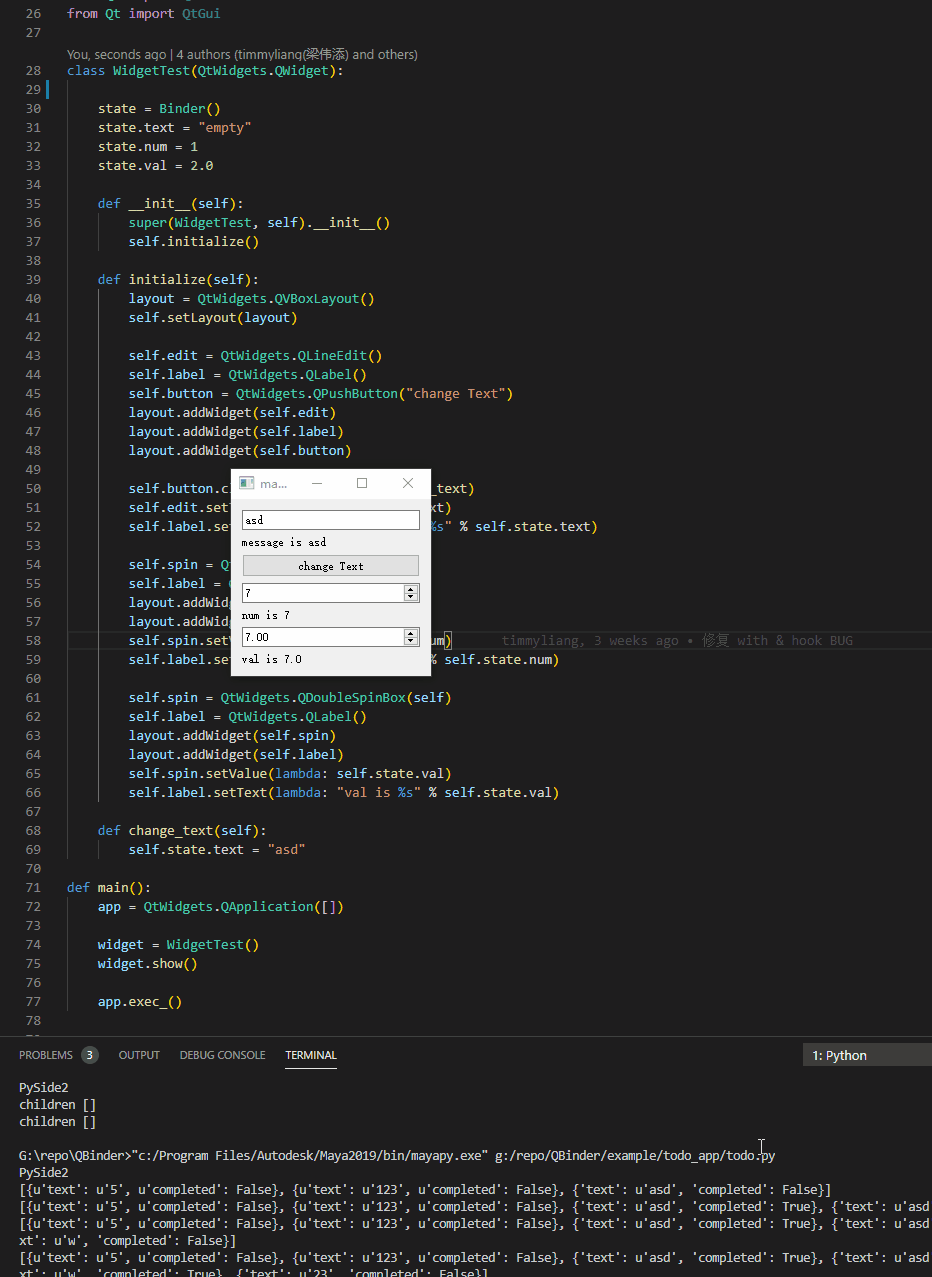 26 from Qt import QtGui
27
You, seconds ago | 4 authors (timmyliang(梁伟添) and others)
28 class WidgetTest(QtWidgets.QWidget):
29
30 state = Binder()
31 state.text = "empty"
32 state.num = 1
33 state.val = 2.0
34
35 def __init__(self):
36 super(WidgetTest, self).__init__()
37 self.initialize()
38
39 def initialize(self):
40 layout = QtWidgets.QVBoxLayout()
41 self.setLayout(layout)
42
43 self.edit = QtWidgets.QLineEdit()
44 self.label = QtWidgets.QLabel()
45 self.button = QtWidgets.QPushButton("change Text")
46 layout.addWidget(self.edit)
47 layout.addWidget(self.label)
48 layout.addWidget(self.button)
49
50 self.button.c _text)
51 self.edit.set xt)
52 self.label.se %s" % self.state.text)
53
54 self.spin = Q
55 self.label =
56 layout.addWid
57 layout.addWid
58 self.spin.set um) timmyliang, 3 weeks ago • 修复 with & hook BUG
59 self.label.se % self.state.num)
60
61 self.spin = QtWidgets.QDoubleSpinBox(self)
62 self.label = QtWidgets.QLabel()
63 layout.addWidget(self.spin)
64 layout.addWidget(self.label)
65 self.spin.setValue(lambda: self.state.val)
66 self.label.setText(lambda: "val is %s" % self.state.val)
67
68 def change_text(self):
69 self.state.text = "asd"
70
71 def main():
72 app = QtWidgets.QApplication([])
73
74 widget = WidgetTest()
75 widget.show()
76
77 app.exec_()
78
ma...
asd
message is asd
change Text
7
num is 7
7.00
val is 7.0
PROBLEMS 3 OUTPUT DEBUG CONSOLE TERMINAL 1: Python
PySide2
children []
children []
G:\repo\QBinder>"c:/Program Files/Autodesk/Maya2019/bin/mayapy.exe" g:/repo/QBinder/example/todo_app/todo.py
PySide2
[{u'text': u'5', u'completed': False}, {u'text': u'123', u'completed': False}, {'text': u'asd', 'completed': False}]
[{u'text': u'5', u'completed': False}, {u'text': u'123', u'completed': False}, {'text': u'asd', 'completed': True}, {'text': u'asd
[{u'text': u'5', u'completed': False}, {u'text': u'123', u'completed': False}, {'text': u'asd', 'completed': True}, {'text': u'asd
xt': u'w', 'completed': False}]
[{u'text': u'5', u'completed': False}, {u'text': u'123', u'completed': False}, {'text': u'asd', 'completed': True}, {'text': u'asd
xt': u'w', 'completed': True}, {'text': u'23', 'completed': False}]